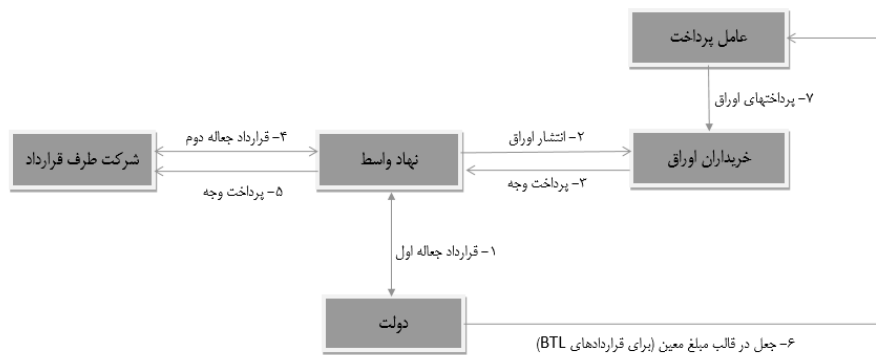 عامل پرداخت
۷- پرداختهای اوراق
۴- قرارداد جعاله دوم
۲- انتشار اوراق
شرکت طرف قرارداد
نهاد واسط
خریداران اوراق
۵- پرداخت وجه
۳- پرداخت وجه
۱- قرارداد جعاله اول
دولت
۶- جعل در قالب مبلغ معین (برای قراردادهای BTL)